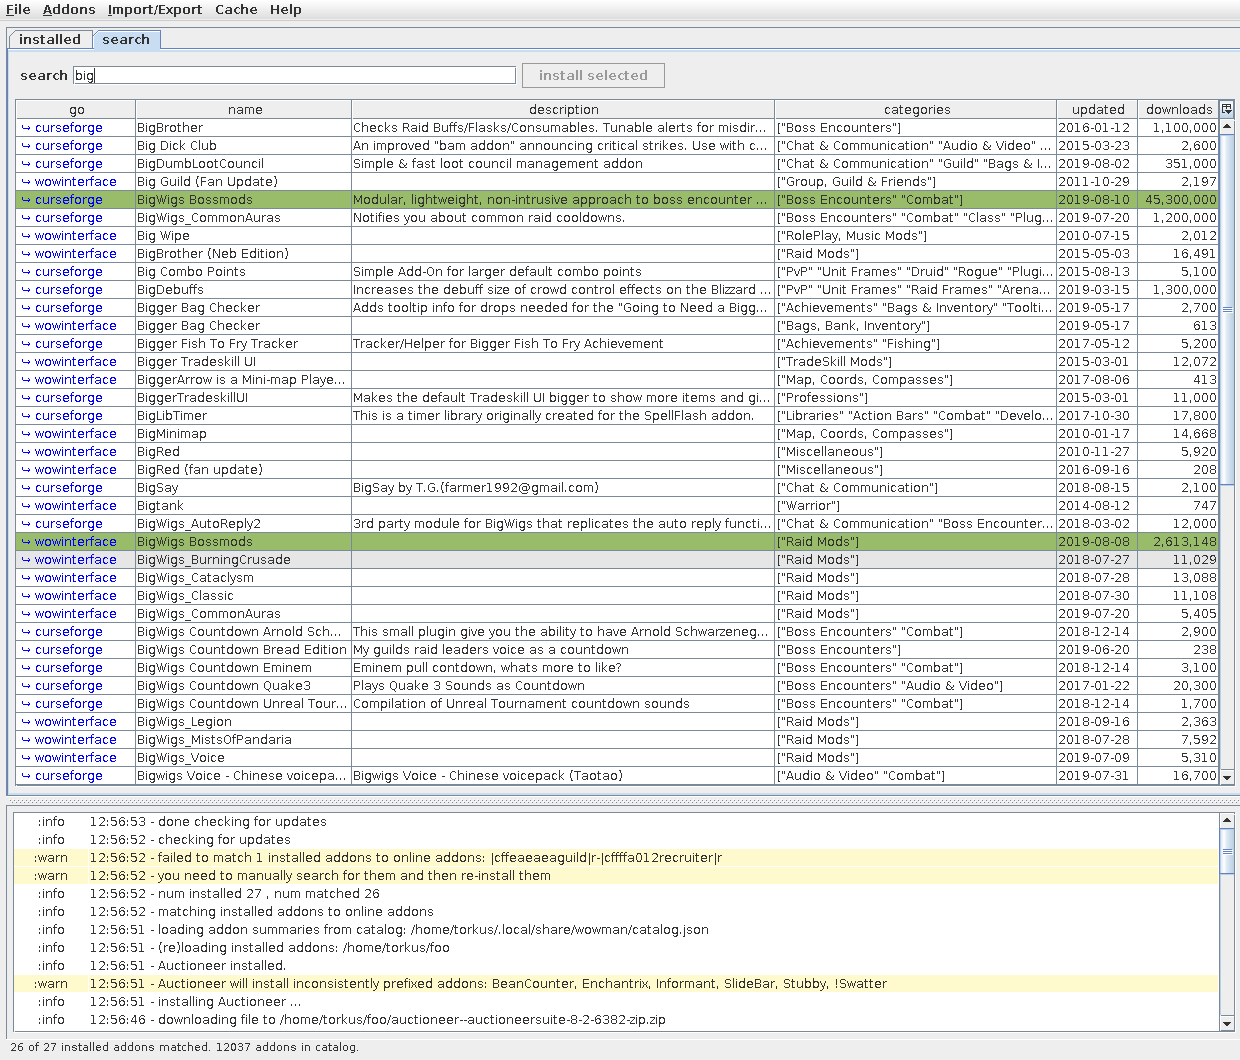 File Addons Import/Export Cache Help
installed search
search big install selected
go name description categories updated downloads
↪ curseforge BigBrother Checks Raid Buffs/Flasks/Consumables. Tunable alerts for misdir... ["Boss Encounters"] 2016-01-12 1,100,000
↪ curseforge Big Dick Club An improved "bam addon" announcing critical strikes. Use with c... ["Chat & Communication" "Audio & Video" ... 2015-03-23 2,600
↪ curseforge BigDumbLootCouncil Simple & fast loot council management addon ["Chat & Communication" "Guild" "Bags & I... 2019-08-02 351,000
↪ wowinterface Big Guild (Fan Update) ["Group, Guild & Friends"] 2011-10-29 2,197
↪ curseforge BigWigs Bossmods Modular, lightweight, non-intrusive approach to boss encounter ... ["Boss Encounters" "Combat"] 2019-08-10 45,300,000
↪ curseforge BigWigs_CommonAuras Notifies you about common raid cooldowns. ["Boss Encounters" "Combat" "Class" "Plug... 2019-07-20 1,200,000
↪ wowinterface Big Wipe ["RolePlay, Music Mods"] 2010-07-15 2,012
↪ wowinterface BigBrother (Neb Edition) ["Raid Mods"] 2015-05-03 16,491
↪ curseforge Big Combo Points Simple Add-On for larger default combo points ["PvP" "Unit Frames" "Druid" "Rogue" "Plugi... 2015-08-13 5,100
↪ curseforge BigDebuffs Increases the debuff size of crowd control effects on the Blizzard ... ["PvP" "Unit Frames" "Raid Frames" "Arena... 2019-03-15 1,300,000
↪ curseforge Bigger Bag Checker Adds tooltip info for drops needed for the "Going to Need a Bigg... ["Achievements" "Bags & Inventory" "Toolti... 2019-05-17 2,700
↪ wowinterface Bigger Bag Checker ["Bags, Bank, Inventory"] 2019-05-17 613
↪ curseforge Bigger Fish To Fry Tracker Tracker/Helper for Bigger Fish To Fry Achievement ["Achievements" "Fishing"] 2017-05-12 5,200
↪ wowinterface Bigger Tradeskill UI ["TradeSkill Mods"] 2015-03-01 12,072
↪ wowinterface BiggerArrow is a Mini-map Playe... ["Map, Coords, Compasses"] 2017-08-06 413
↪ curseforge BiggerTradeskillUI Makes the default Tradeskill UI bigger to show more items and gi... ["Professions"] 2015-03-01 11,000
↪ curseforge BigLibTimer This is a timer library originally created for the SpellFlash addon. ["Libraries" "Action Bars" "Combat" "Develo... 2017-10-30 17,800
↪ wowinterface BigMinimap ["Map, Coords, Compasses"] 2010-01-17 14,668
↪ wowinterface BigRed ["Miscellaneous"] 2010-11-27 5,920
↪ wowinterface BigRed (fan update) ["Miscellaneous"] 2016-09-16 208
↪ curseforge BigSay BigSay by T.G.(farmer1992@gmail.com) ["Chat & Communication"] 2018-08-15 2,100
↪ wowinterface Bigtank ["Warrior"] 2014-08-12 747
↪ curseforge BigWigs_AutoReply2 3rd party module for BigWigs that replicates the auto reply functi... ["Chat & Communication" "Boss Encounter... 2018-03-02 12,000
↪ wowinterface BigWigs Bossmods ["Raid Mods"] 2019-08-08 2,613,148
↪ wowinterface BigWigs_BurningCrusade ["Raid Mods"] 2018-07-27 11,029
↪ wowinterface BigWigs_Cataclysm ["Raid Mods"] 2018-07-28 13,088
↪ wowinterface BigWigs_Classic ["Raid Mods"] 2018-07-30 11,108
↪ wowinterface BigWigs_CommonAuras ["Raid Mods"] 2019-07-20 5,405
↪ curseforge BigWigs Countdown Arnold Sch... This small plugin give you the ability to have Arnold Schwarzeneg... ["Boss Encounters" "Combat"] 2018-12-14 2,900
↪ curseforge BigWigs Countdown Bread Edition My guilds raid leaders voice as a countdown ["Boss Encounters"] 2019-06-20 238
↪ curseforge BigWigs Countdown Eminem Eminem pull contdown, whats more to like? ["Boss Encounters" "Combat"] 2018-12-14 3,100
↪ curseforge BigWigs Countdown Quake3 Plays Quake 3 Sounds as Countdown ["Boss Encounters" "Audio & Video"] 2017-01-22 20,300
↪ curseforge BigWigs Countdown Unreal Tour... Compilation of Unreal Tournament countdown sounds ["Boss Encounters" "Combat"] 2018-12-14 1,700
↪ wowinterface BigWigs_Legion ["Raid Mods"] 2018-09-16 2,363
↪ wowinterface BigWigs_MistsOfPandaria ["Raid Mods"] 2018-07-28 7,592
↪ wowinterface BigWigs_Voice ["Raid Mods"] 2019-07-09 5,310
↪ curseforge Bigwigs Voice - Chinese voicepa... Bigwigs Voice - Chinese voicepack (Taotao) ["Audio & Video" "Combat"] 2019-07-31 16,700
:info 12:56:53 - done checking for updates
:info 12:56:52 - checking for updates
:warn 12:56:52 - failed to match 1 installed addons to online addons: |cffeaeaeaguild|r-|cffffa012recruiter|r
:warn 12:56:52 - you need to manually search for them and then re-install them
:info 12:56:52 - num installed 27 , num matched 26
:info 12:56:52 - matching installed addons to online addons
:info 12:56:51 - loading addon summaries from catalog: /home/torkus/.local/share/wowman/catalog.json
:info 12:56:51 - (re)loading installed addons: /home/torkus/foo
:info 12:56:51 - Auctioneer installed.
:warn 12:56:51 - Auctioneer will install inconsistently prefixed addons: BeanCounter, Enchantrix, Informant, SlideBar, Stubby, !Swatter
:info 12:56:51 - installing Auctioneer ...
:info 12:56:46 - downloading file to /home/torkus/foo/auctioneer--auctioneersuite-8-2-6382-zip.zip
26 of 27 installed addons matched. 12037 addons in catalog.